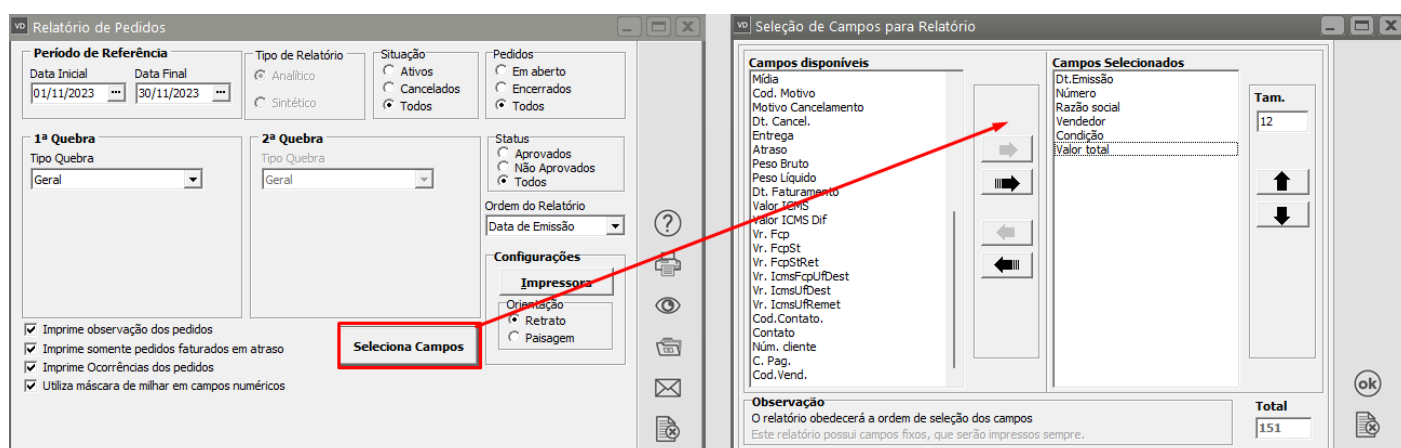 VD Relatório de Pedidos
Período de Referência
Data Inicial Data Final
01/11/2023 ... 30/11/2023 ...
Tipo de Relatório
Analítico
Sintético
Situação
Ativos
Cancelados
Todos
Pedidos
Em aberto
Encerrados
Todos
1ª Quebra
Tipo Quebra
Geral
2ª Quebra
Tipo Quebra
Geral
Status
Aprovados
Não Aprovados
Todos
Ordem do Relatório
Data de Emissão
Configurações
Impressora
Orientação
Retrato
Paisagem
Imprime observação dos pedidos
Imprime somente pedidos faturados em atraso
Imprime Ocorrências dos pedidos
Utiliza máscara de milhar em campos numéricos
Seleciona Campos
?
VD Seleção de Campos para Relatório
Campos disponíveis
Mídia
Cod. Motivo
Motivo Cancelamento
Dt. Cancel.
Entrega
Atraso
Peso Bruto
Peso Líquido
Dt. Faturamento
Valor ICMS
Valor ICMS Dif
Vr. Fcp
Vr. FcpSt
Vr. FcpStRet
Vr. IcmsFcpUfDest
Vr. IcmsUfDest
Vr. IcmsUfRemet
Cod.Contato.
Contato
Núm. cliente
C. Pag.
Cod.Vend.
Campos Selecionados
Dt.Emissão
Número
Razão social
Vendedor
Condição
Valor total
Tam.
12
Observação
O relatório obedecerá a ordem de seleção dos campos
Este relatório possui campos fixos, que serão impressos sempre.
Total
151
ok